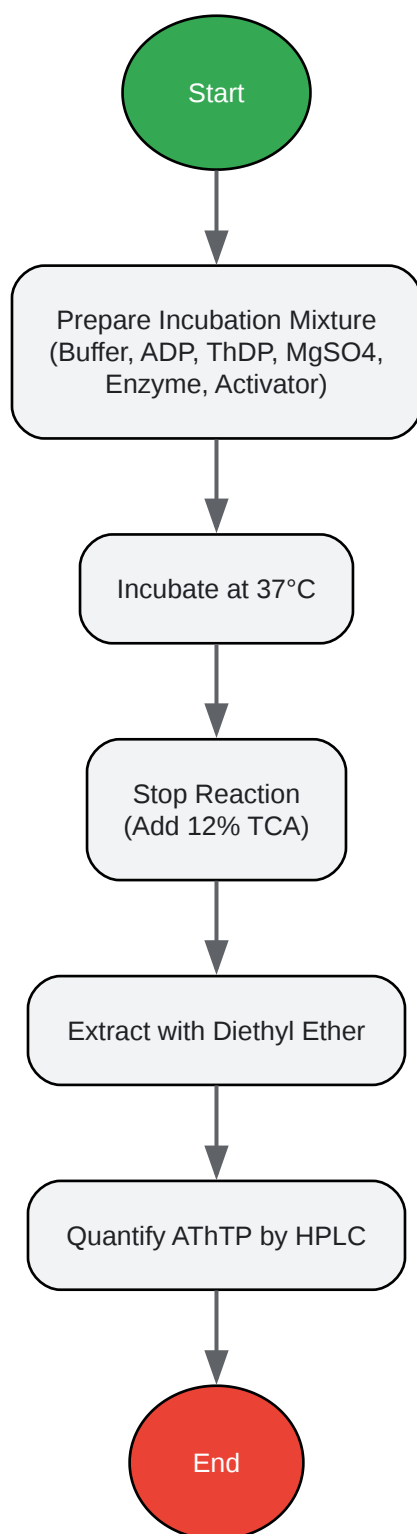 Start
Prepare Incubation Mixture
(Buffer, ADP, ThDP, MgSO4,
Enzyme, Activator)
Incubate at 37°C
Stop Reaction
(Add 12% TCA)
Extract with Diethyl Ether
Quantify AThTP by HPLC
End